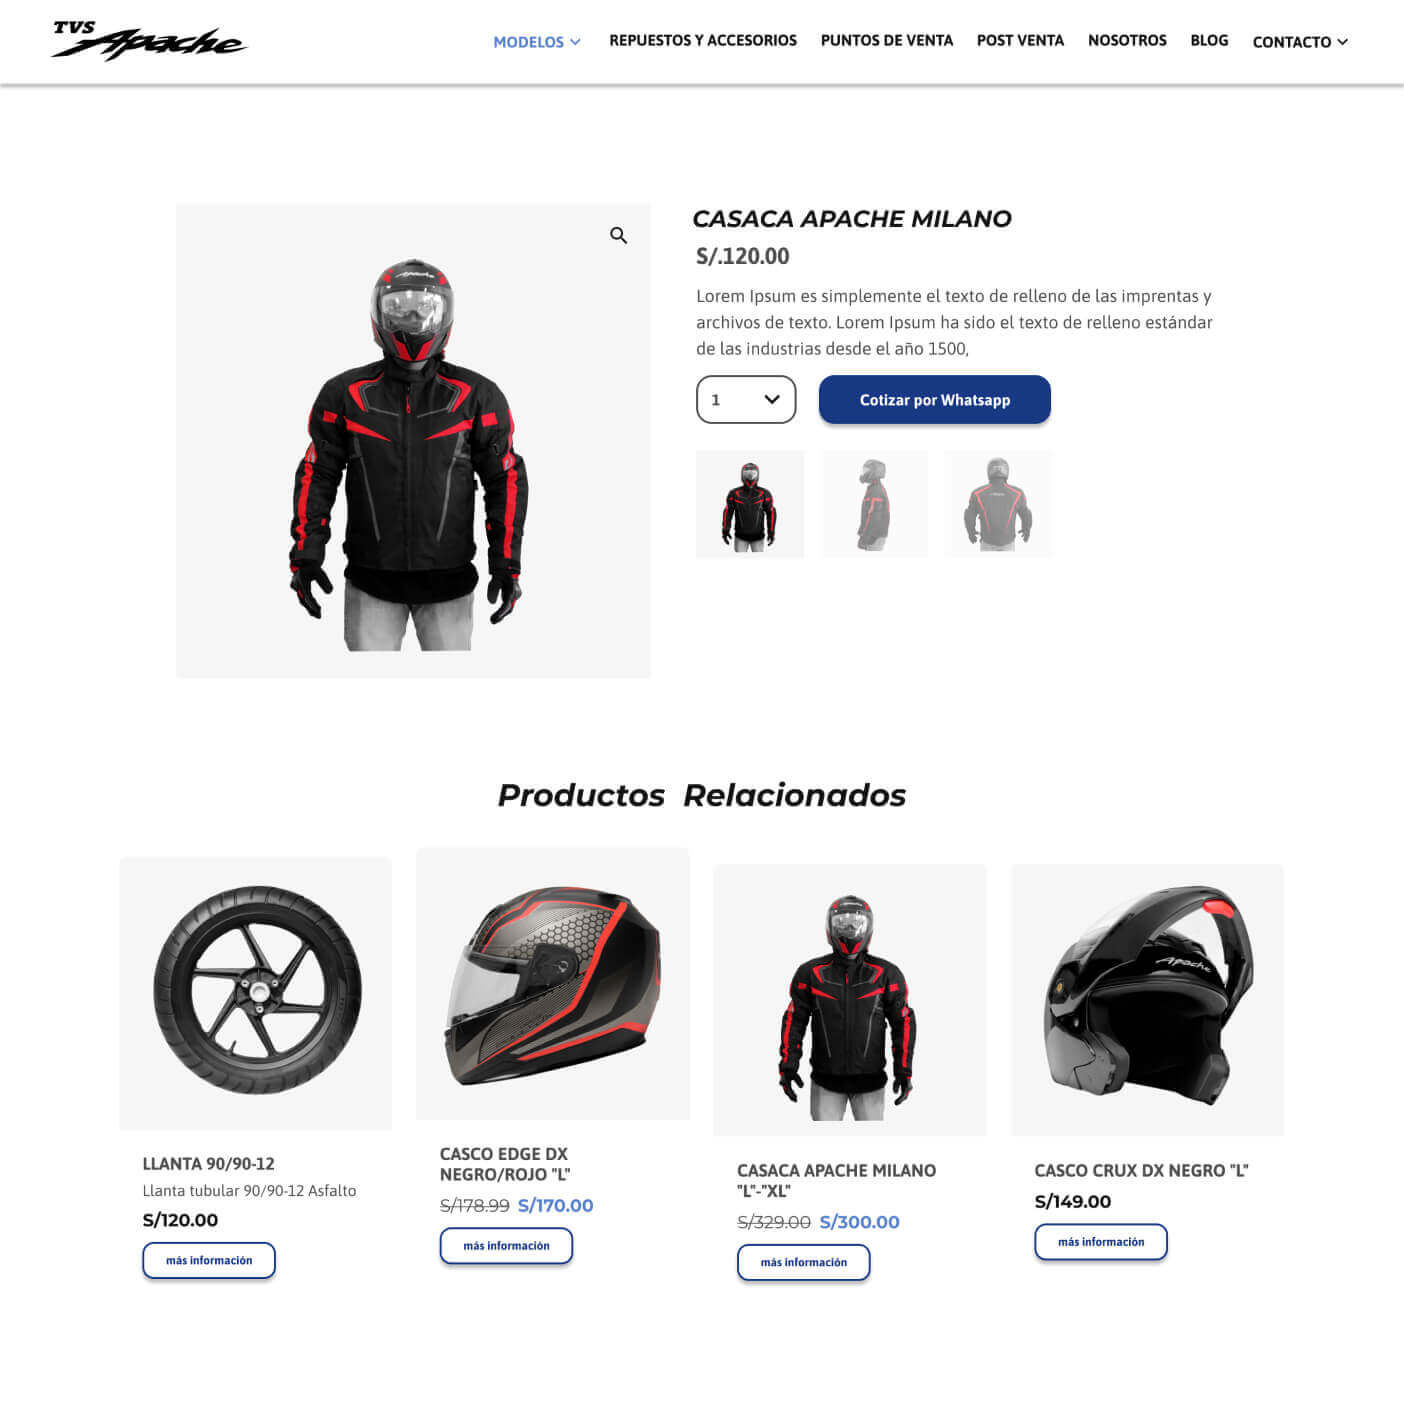 TVS
Apache
MODELOS
REPUESTOS Y ACCESORIOS
PUNTOS DE VENTA
POST VENTA
NOSOTROS
BLOG
CONTACTO
Apache
CASACA APACHE MILANO
S/.120.00
Lorem Ipsum es simplemente el texto de relleno de las imprentas y
archivos de texto. Lorem Ipsum ha sido el texto de relleno estándar
de las industrias desde el año 1500,
1
Cotizar por Whatsapp
Productos Relacionados
LLANTA 90/90-12
Llanta tubular 90/90-12 Asfalto
S/120.00
más información
CASCO EDGE DX
NEGRO/ROJO "L"
S/178.99 S/170.00
más información
Apache
CASACA APACHE MILANO
"L"-"XL"
S/329.00 S/300.00
más información
Apache
CASCO CRUX DX NEGRO "L"
S/149.00
más información